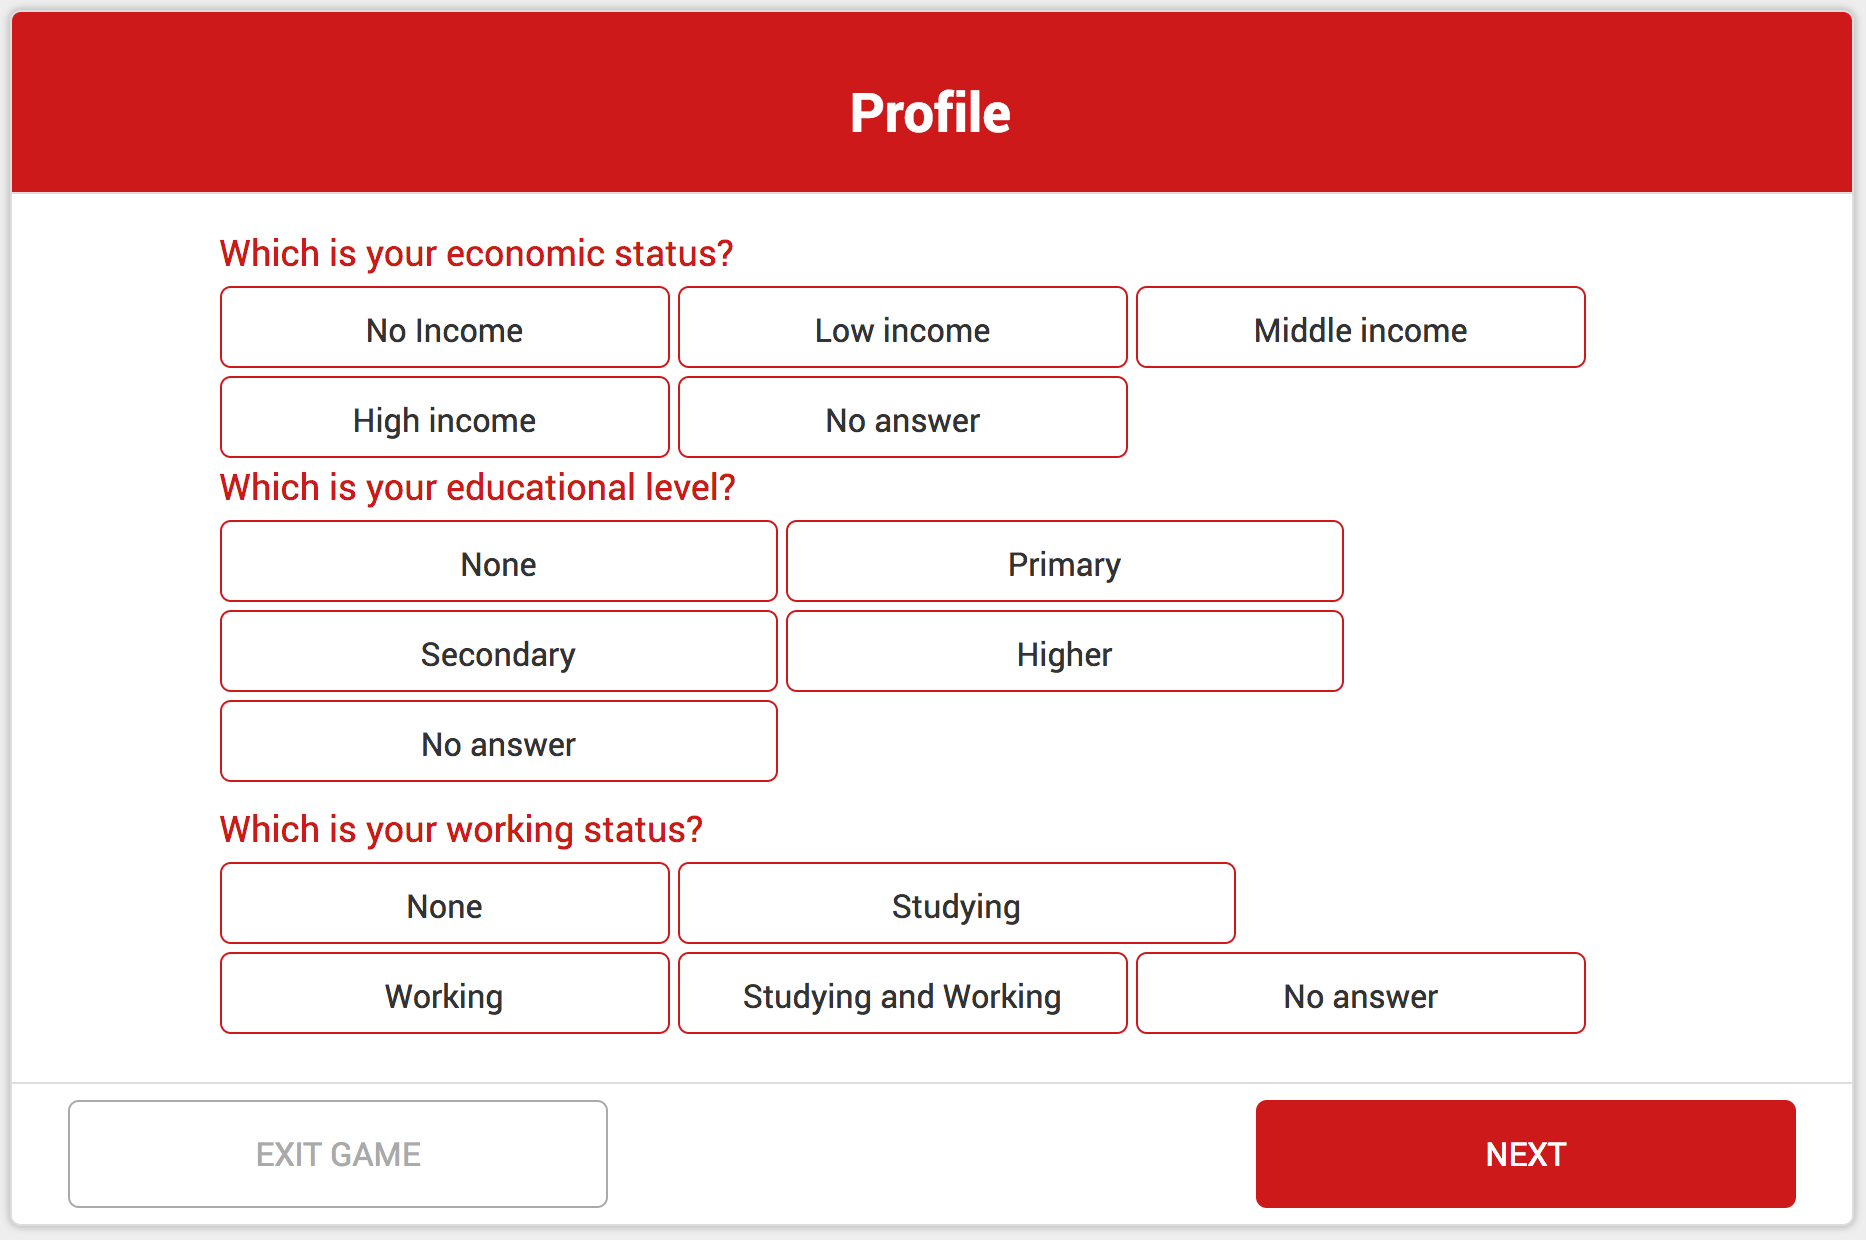 Profile
Which is your economic status?
No Income Low income Middle income
High income No answer
Which is your educational level?
None Primary
Secondary Higher
No answer
Which is your working status?
None Studying
Working Studying and Working No answer
EXIT GAME NEXT